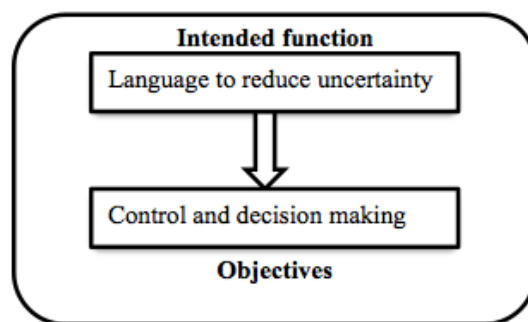 Intended function
Language to reduce uncertainty
Control and decision making
Objectives